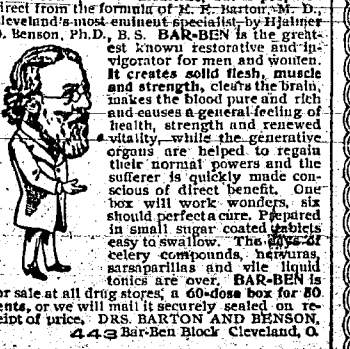 irect from the formula of E. E. Barton, M. D.,
leveland's most eminent specialist, by Hjalmer
. Benson, Ph.D., B. S. BAR-BEN is the great-
est known restorative and in-
vigorator for men and women.
It creates solid flesh, muscle
and strength, clears the brain,
makes the blood pure and rich
and causes a general feeling of
health, strength and renewed
vitality, while the generative
organs are helped to regain
their normal powers and the
sufferer is quickly made con-
scious of direct benefit. One
box will work wonders, six
should perfect a cure. Prepared
in small sugar coated tablets
easy to swallow. The days of
celery compounds, nervuras,
sarsaparillas and vile liquid
tonics are over. BAR-BEN is
or sale at all drug stores, a 60-dose box for 50
ents, or we will mail it securely sealed on re-
eipt of price. DRS. BARTON AND BENSON,
443 Bar-Ben Block Cleveland, O.